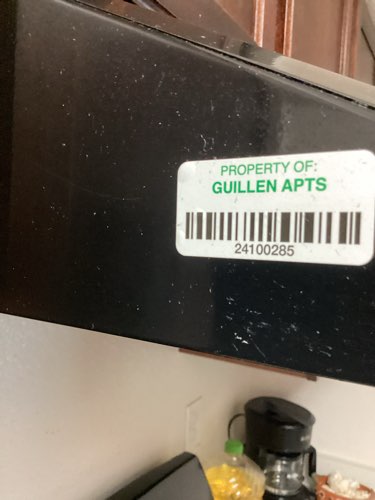 PROPERTY OF:
GUILLEN APTS
24100285